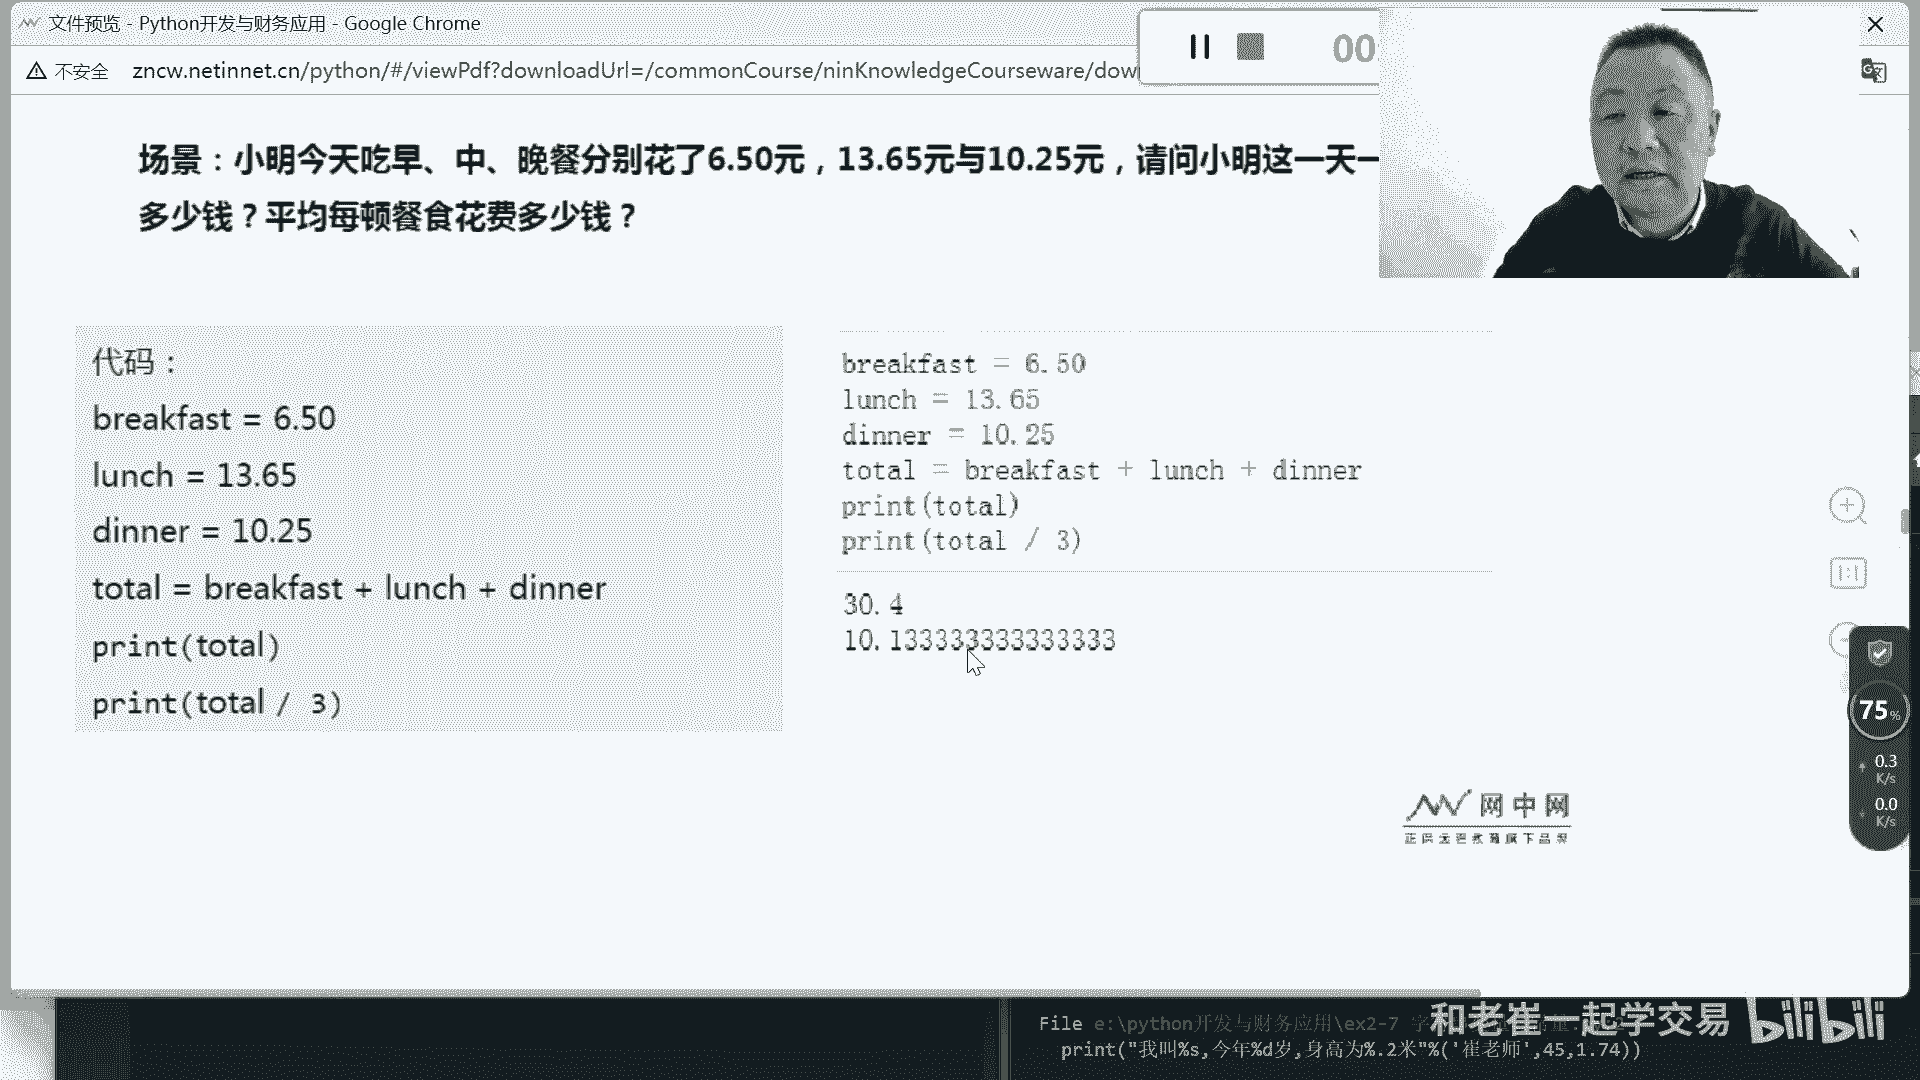 文件预览 - Python开发与财务应用 - Google Chrome
不安全 zncw.netinnet.cn/python/#/viewPdf?downloadUrl=/commonCourse/ninKnowledgeCourseware/dow
00
场景：小明今天吃早、中、晚餐分别花了6.50元，13.65元与10.25元，请问小明这一天一
多少钱？平均每顿餐食花费多少钱？
代码：
breakfast = 6.50
lunch = 13.65
dinner = 10.25
total = breakfast + lunch + dinner
print(total)
print(total / 3)
breakfast = 6.50
lunch = 13.65
dinner = 10.25
total = breakfast + lunch + dinner
print(total)
print(total / 3)
30.4
10.133333333333333
75%
0.3
K/s
0.0
K/s
网中网
File e:\python开发与财务应用\ex2-7
print("我叫%s,今年%d岁,身高为%.2米"%('崔老师',45,1.74))
和老崔一起学交易 bilibili